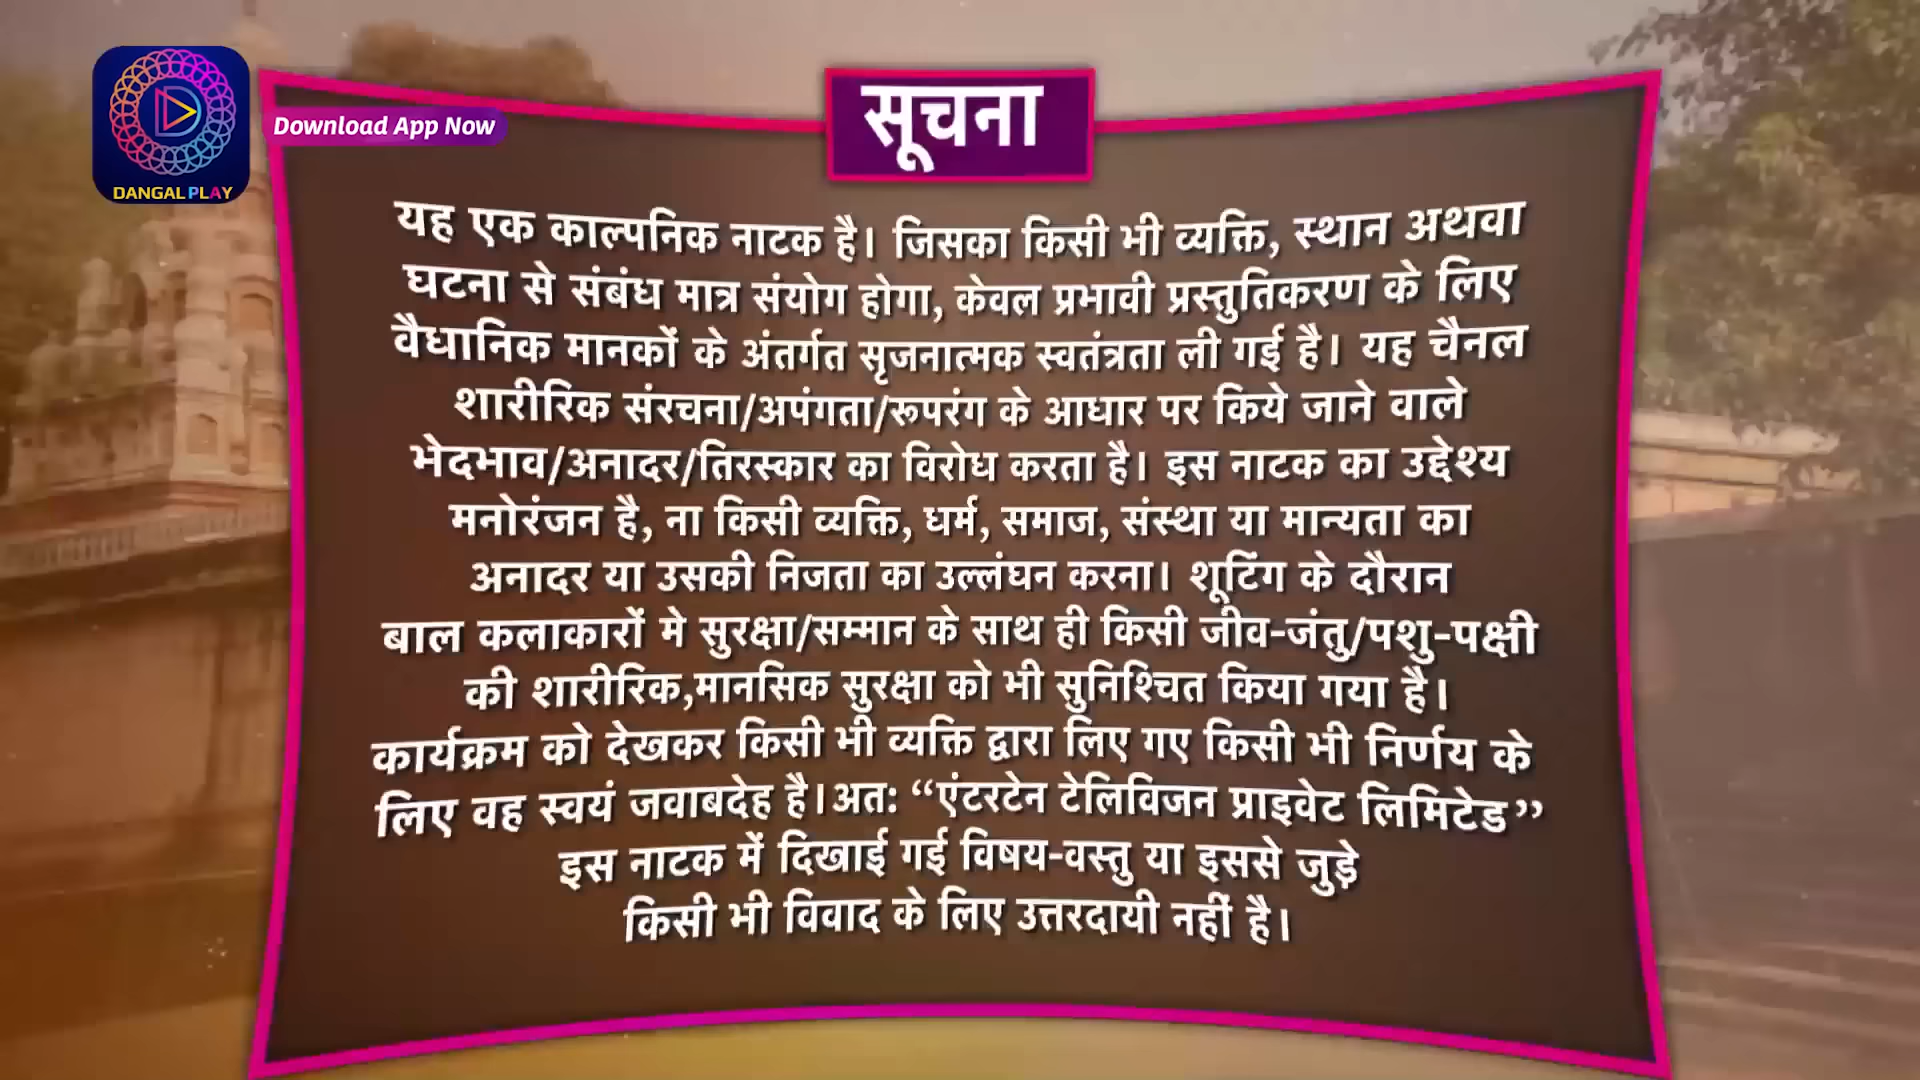 सूचना
DANGAL PLAY
Download App Now
यह एक काल्पनिक नाटक है। जिसका किसी भी व्यक्ति, स्थान अथवा
घटना से संबंध मात्र संयोग होगा, केवल प्रभावी प्रस्तुतिकरण के लिए
वैधानिक मानकों के अंतर्गत सृजनात्मक स्वतंत्रता ली गई है। यह चैनल
शारीरिक संरचना/अपंगता/रूपरंग के आधार पर किये जाने वाले
भेदभाव/अनादर/तिरस्कार का विरोध करता है। इस नाटक का उद्देश्य
मनोरंजन है, ना किसी व्यक्ति, धर्म, समाज, संस्था या मान्यता का
अनादर या उसकी निजता का उल्लंघन करना। शूटिंग के दौरान
बाल कलाकारों मे सुरक्षा/सम्मान के साथ ही किसी जीव-जंतु/पशु-पक्षी
की शारीरिक,मानसिक सुरक्षा को भी सुनिश्चित किया गया है।
कार्यक्रम को देखकर किसी भी व्यक्ति द्वारा लिए गए किसी भी निर्णय के
लिए वह स्वयं जवाबदेह है।अतः “एंटरटेन टेलिविजन प्राइवेट लिमिटेड”
इस नाटक में दिखाई गई विषय-वस्तु या इससे जुड़े
किसी भी विवाद के लिए उत्तरदायी नहीं है।